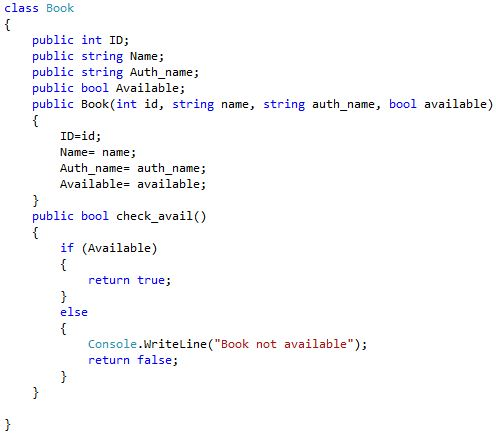 class Book
{
    public int ID;
    public string Name;
    public string Auth_name;
    public bool Available;
    public Book(int id, string name, string auth_name, bool available)
    {
        ID=id;
        Name= name;
        Auth_name= auth_name;
        Available= available;
    }
    public bool check_avail()
    {
        if (Available)
        {
            return true;
        }
        else
        {
            Console.WriteLine("Book not available");
            return false;
        }
    }

}